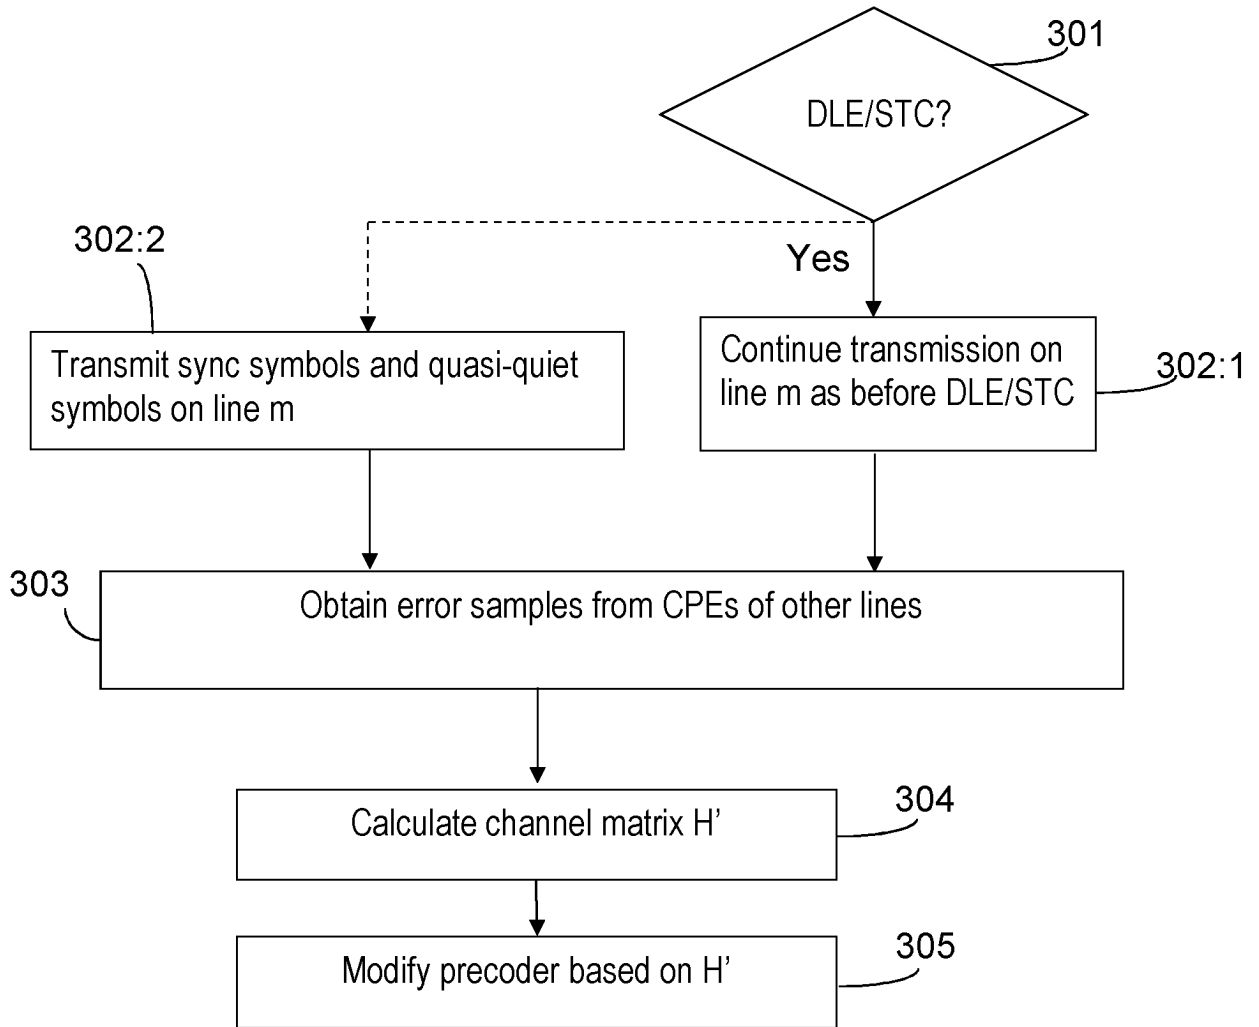 301
DLE/STC?
302:2
Yes
Transmit sync symbols and quasi-quiet
symbols on line m
Continue transmission on
line m as before DLE/STC
302:1
303
Obtain error samples from CPEs of other lines
304
Calculate channel matrix H’
305
Modify precoder based on H’